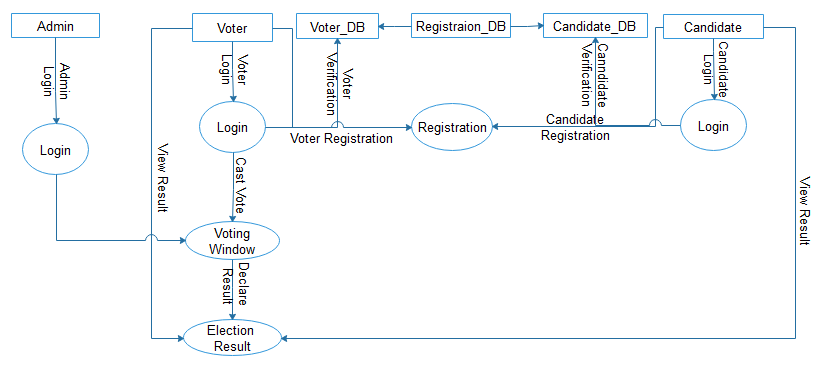 Admin
Voter
Voter_DB
Registraion_DB
Candidate_DB
Candidate
Admin
Login
Voter
Login
Voter
Verification
Canndidate
Verification
Candidate
Login
Login
Login
Voter Registration
Registration
Candidate
Registration
Login
View Result
Cast Vote
View Result
Voting
Window
Declare
Result
Election
Result